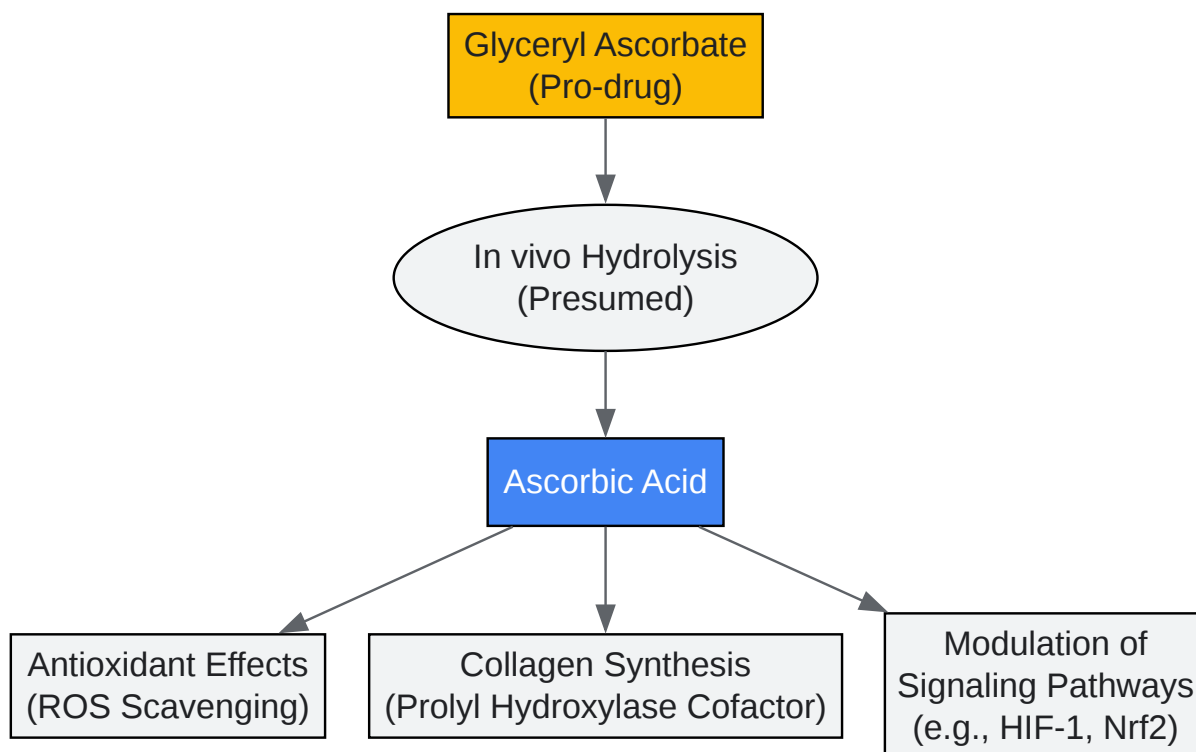 Glyceryl Ascorbate
(Pro-drug)
In vivo Hydrolysis
(Presumed)
Ascorbic Acid
Antioxidant Effects
(ROS Scavenging)
Collagen Synthesis
(Prolyl Hydroxylase Cofactor)
Modulation of
Signaling Pathways
(e.g., HIF-1, Nrf2)